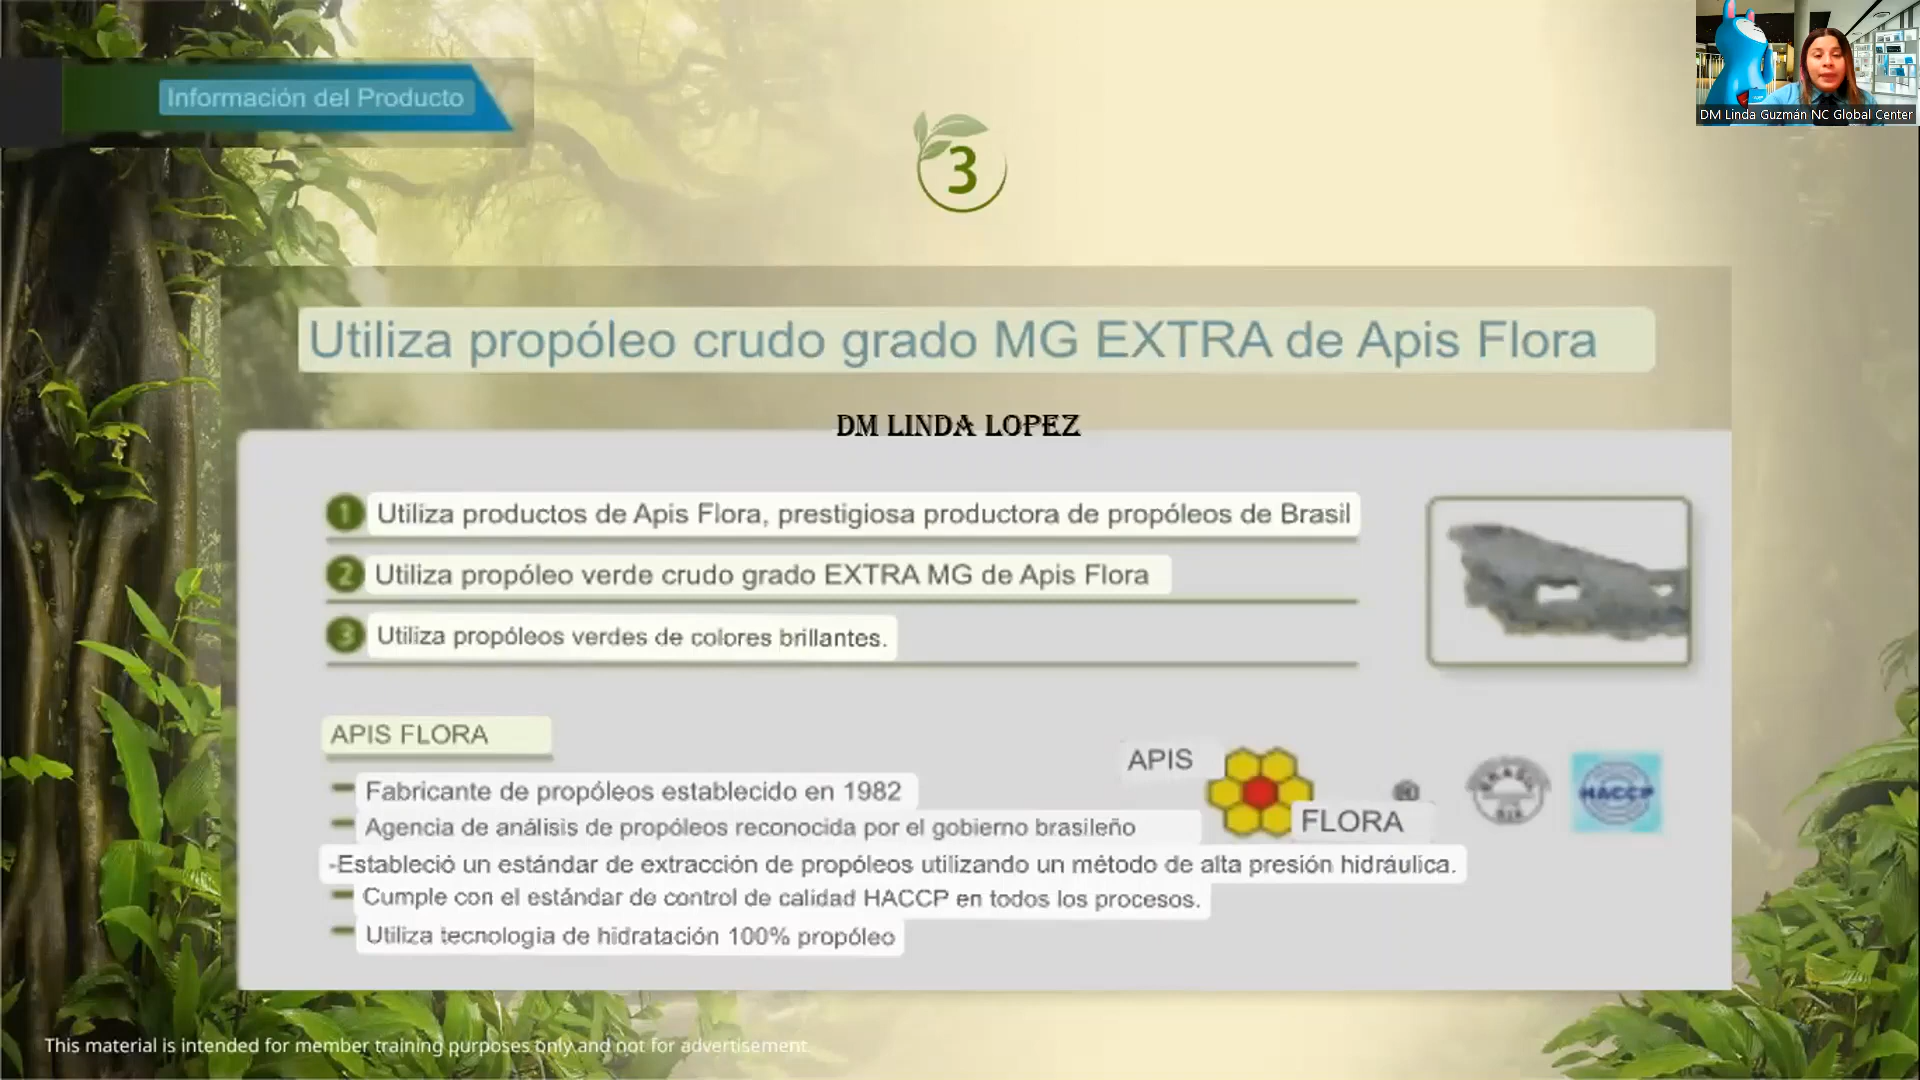 Información del Producto
DM Linda Guzmán NC Global Center
3
Utiliza propóleo crudo grado MG EXTRA de Apis Flora
DM LINDA LOPEZ
1 Utiliza productos de Apis Flora, prestigiosa productora de propóleos de Brasil
2 Utiliza propóleo verde crudo grado EXTRA MG de Apis Flora
3 Utiliza propóleos verdes de colores brillantes.
APIS FLORA
Fabricante de propóleos establecido en 1982
Agencia de análisis de propóleos reconocida por el gobierno brasileño
-Estableció un estándar de extracción de propóleos utilizando un método de alta presión hidráulica.
Cumple con el estándar de control de calidad HACCP en todos los procesos.
Utiliza tecnologia de hidratación 100% propóleo
APIS
FLORA
®
HACCP
This material is intended for member training purposes only and not for advertisement